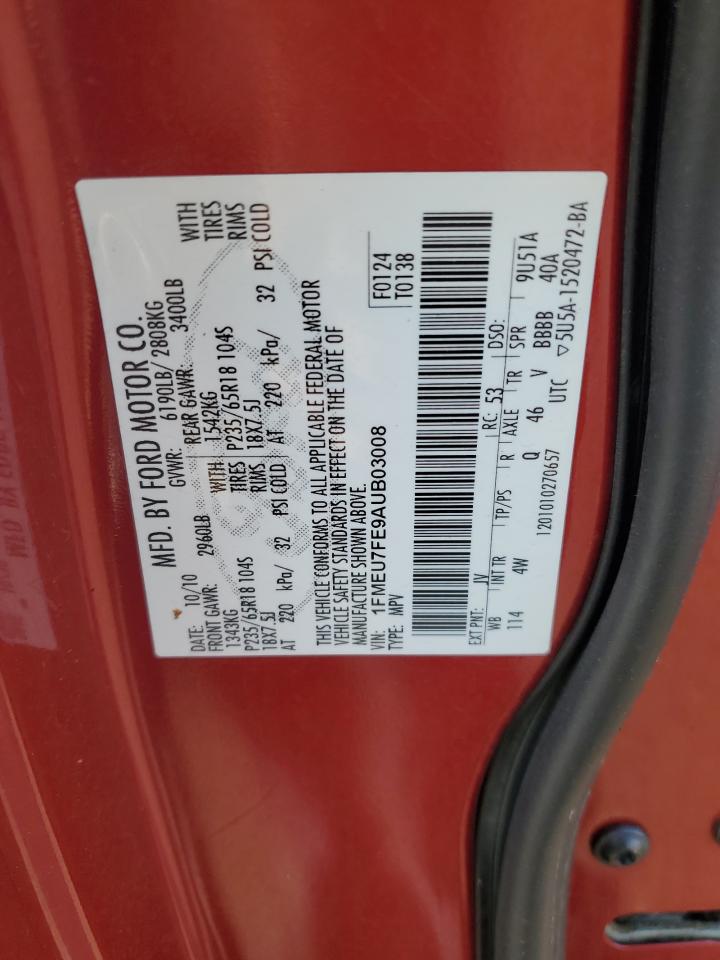 MFD. BY FORD MOTOR CO.
DATE: 10/10 GVWR: 6190LB/ 2808KG
FRONT GAWR: 2960LB REAR GAWR: 3400LB
1343KG WITH 1542KG WITH
P235/65R18 104S TIRES P235/65R18 104S TIRES
18X7.5J RIMS 18X7.5J RIMS
AT 220 kPa/ 32 PSI COLD AT 220 kPa/ 32 PSI COLD
THIS VEHICLE CONFORMS TO ALL APPLICABLE FEDERAL MOTOR
VEHICLE SAFETY STANDARDS IN EFFECT ON THE DATE OF
MANUFACTURE SHOWN ABOVE.
VIN: 1FMEU7FE9AUB03008
TYPE: MPV
F0124
T0138
EXT PNT: JV RC: 53 DSO:
WB INT TR TP/PS R AXLE TR SPR 9U51A
114 4W Q 46 V BBBB 40A
1201010270657 UTC ▽5U5A-1520472-BA